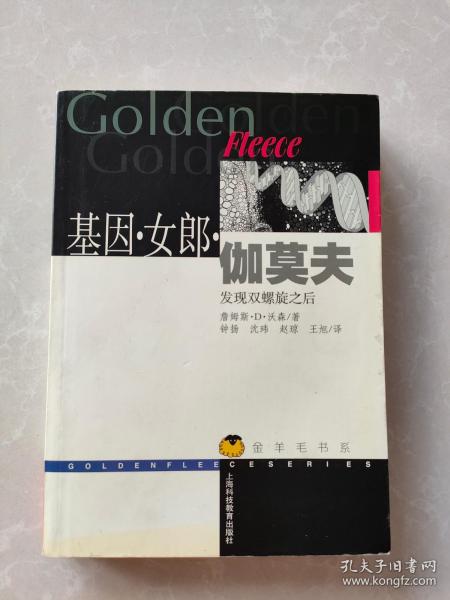 Golden
Golden
Fleece
基因·女郎·
伽莫夫
发现双螺旋之后
詹姆斯·D·沃森/著
钟扬 沈玮 赵琼 王旭/译
金羊毛书系
GOLDENFLEECESERIES
上海科技教育出版社
孔夫子旧书网
www.kongfz.com